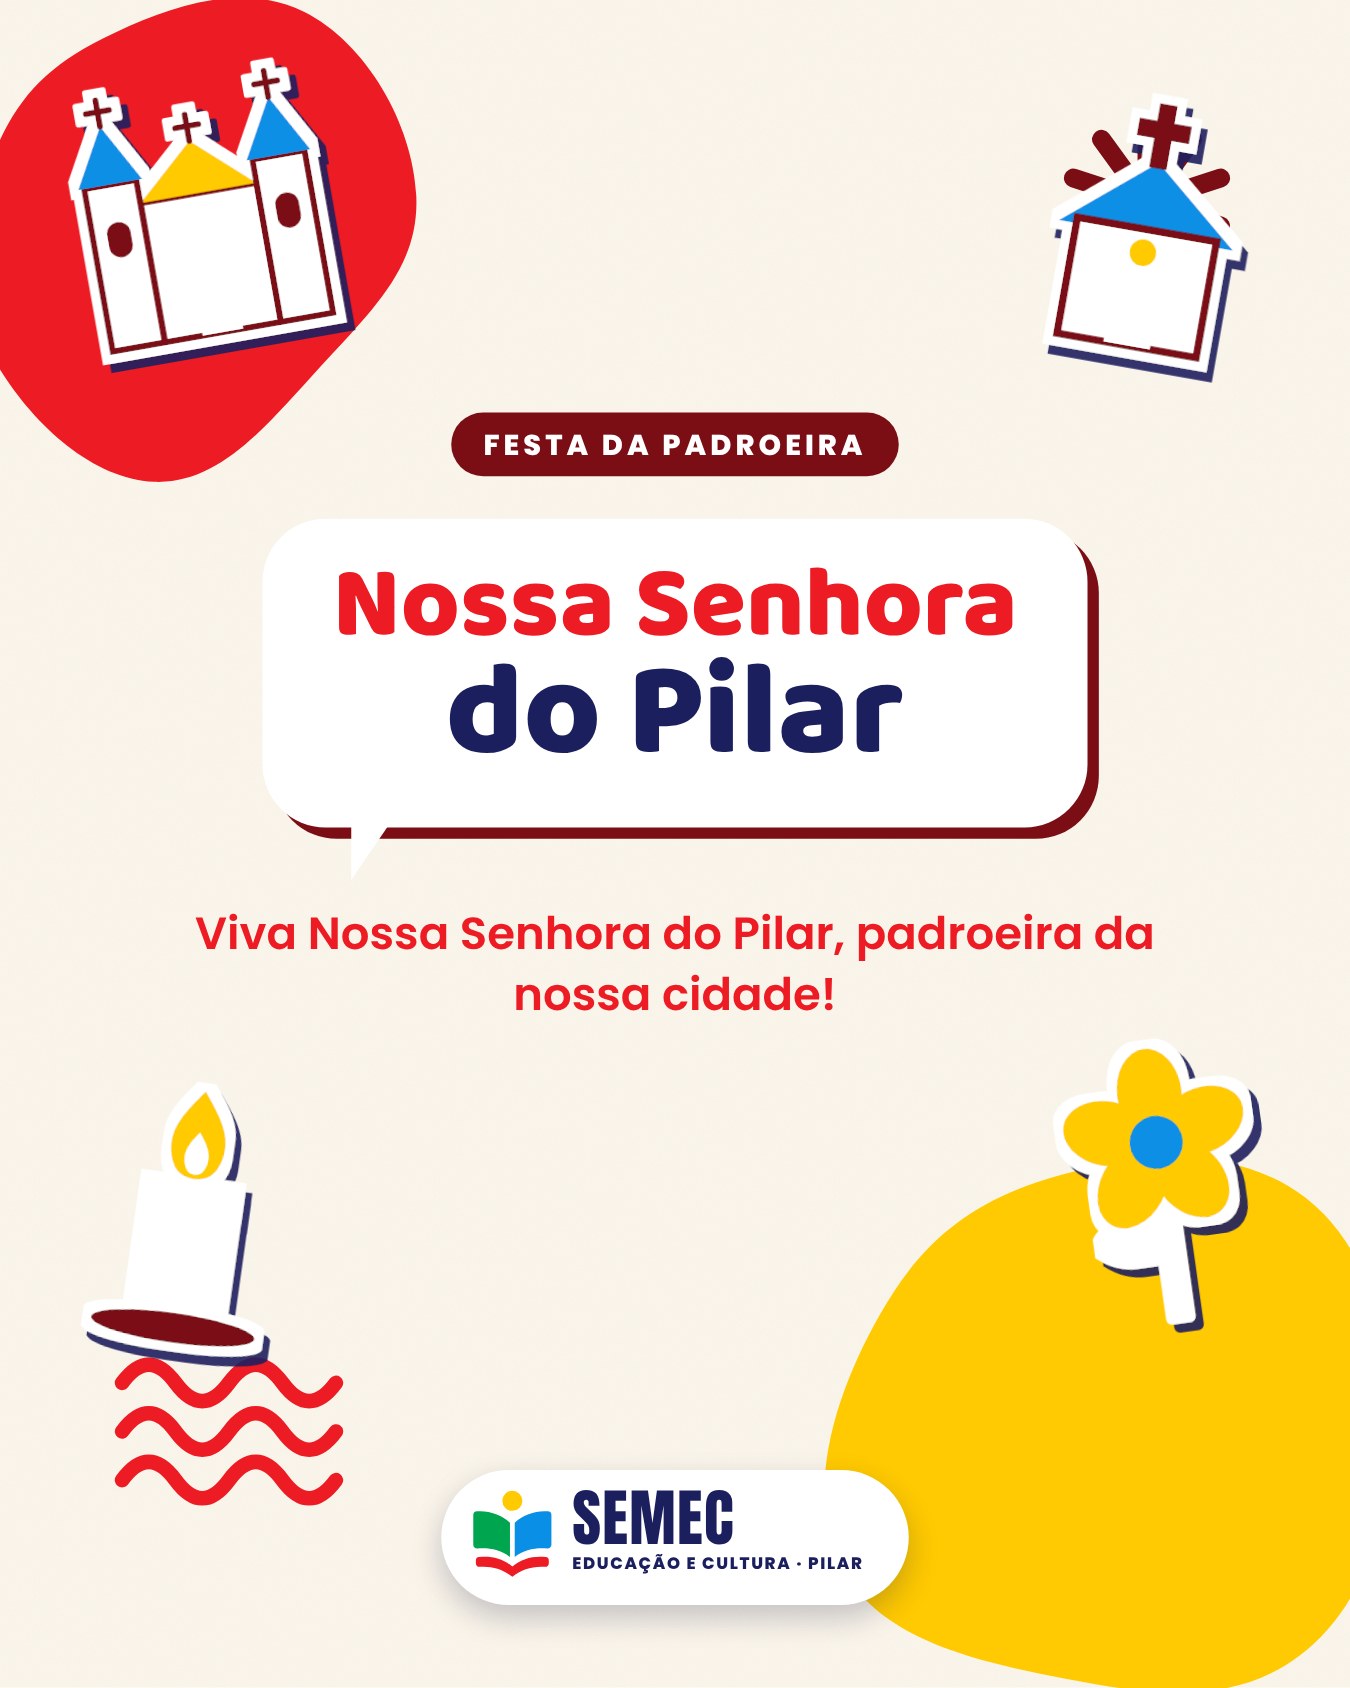 FESTA DA PADROEIRA
Nossa Senhora
do Pilar
Viva Nossa Senhora do Pilar, padroeira da
nossa cidade!
SEMEC
EDUCAÇÃO E CULTURA · PILAR